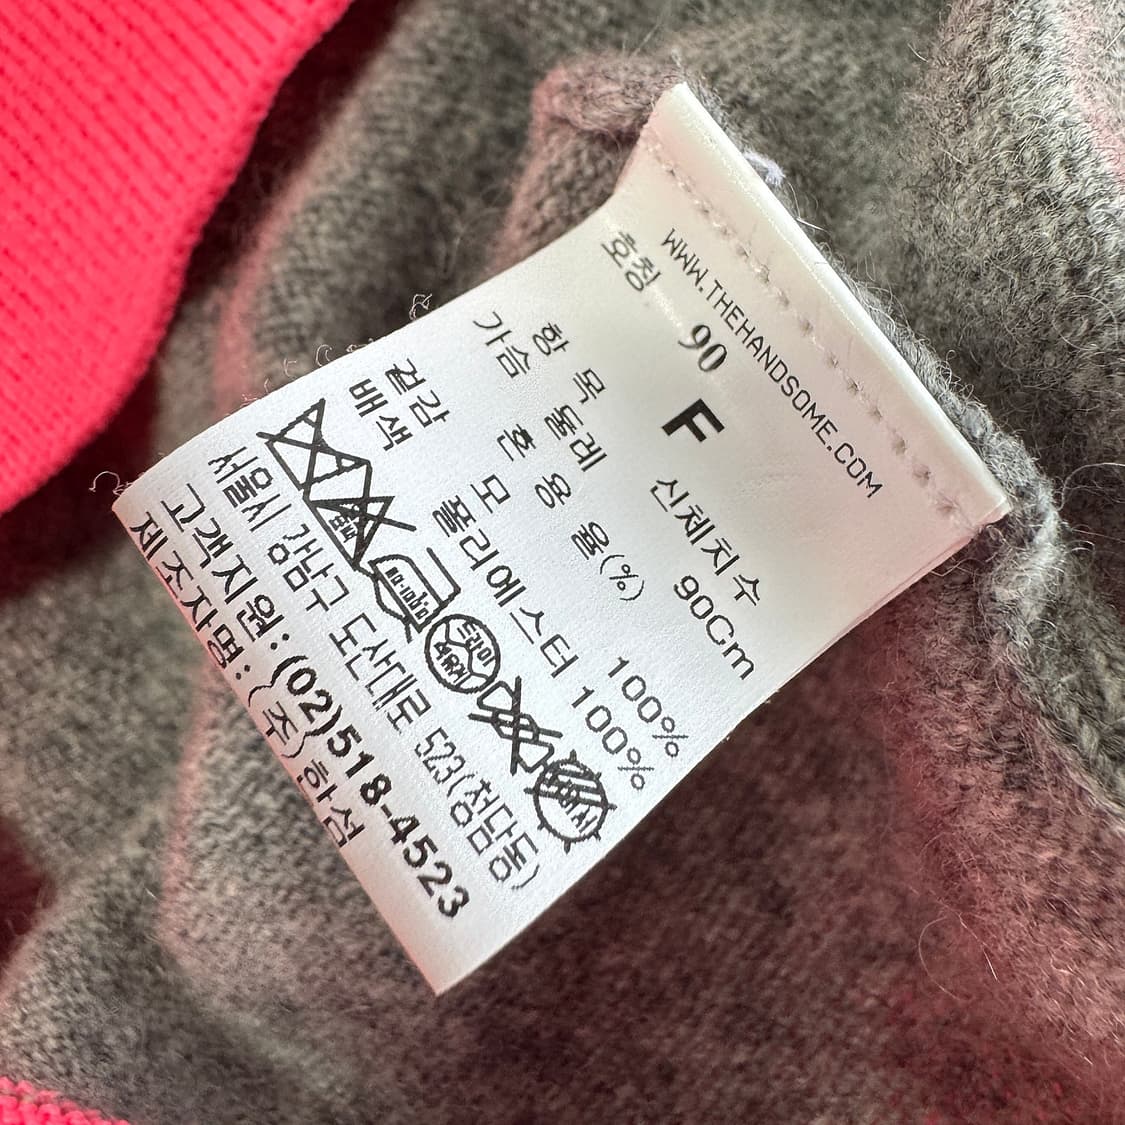 WWW.THEHANDSOME.COM
호칭 90 F 신체치수
항 목 90Cm
가슴 둘레
혼 용 율(%)
겉감 모 100%
배색 폴리에스터 100%
서울시 강남구 도산대로 523(청담동)
고객지원: (02)518-4523
제조자명: (주)한섬